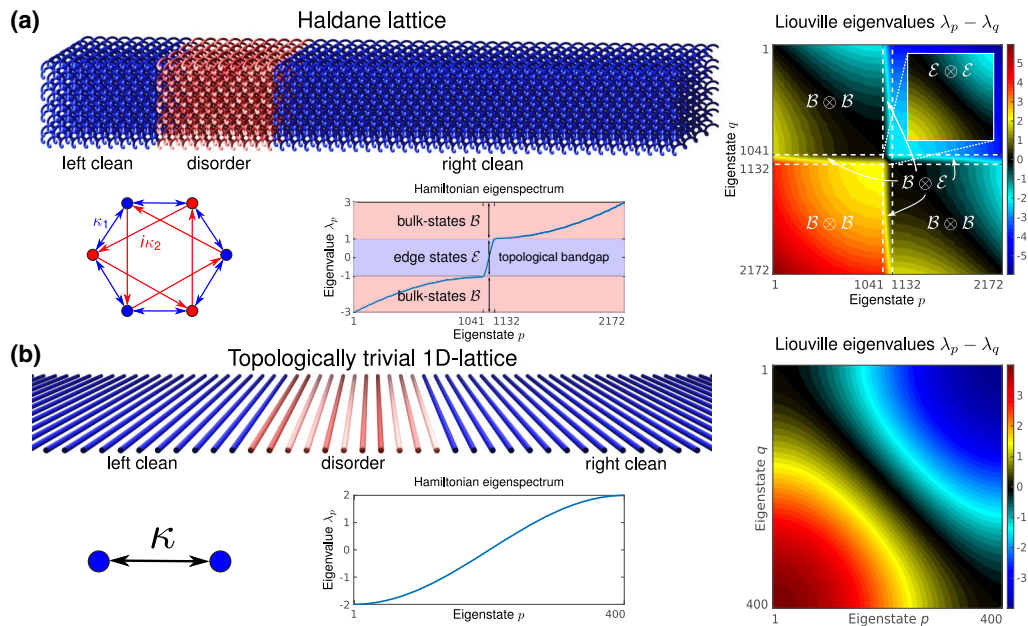 (a)
Haldane lattice
left clean
disorder
right clean
κ₁
iκ₂
Hamiltonian eigenspectrum
Eigenvalue λₚ
3
1
-1
-3
bulk-states ℬ
edge states ℰ
topological bandgap
bulk-states ℬ
1
1041
1132
2172
Eigenstate p
Liouville eigenvalues λₚ − λ_q
Eigenstate q
1
1041
1132
2172
ℬ ⊗ ℬ
ℰ ⊗ ℰ
ℬ ⊗ ℰ
ℬ ⊗ ℬ
ℬ ⊗ ℬ
1
1041
1132
2172
Eigenstate p
5
4
3
2
1
0
-1
-2
-3
-4
-5
(b)
Topologically trivial 1D-lattice
left clean
disorder
right clean
κ
Hamiltonian eigenspectrum
Eigenvalue λₚ
2
1
0
-1
-2
1
400
Eigenstate p
Liouville eigenvalues λₚ − λ_q
Eigenstate q
1
400
1
400
Eigenstate p
3
2
1
0
-1
-2
-3